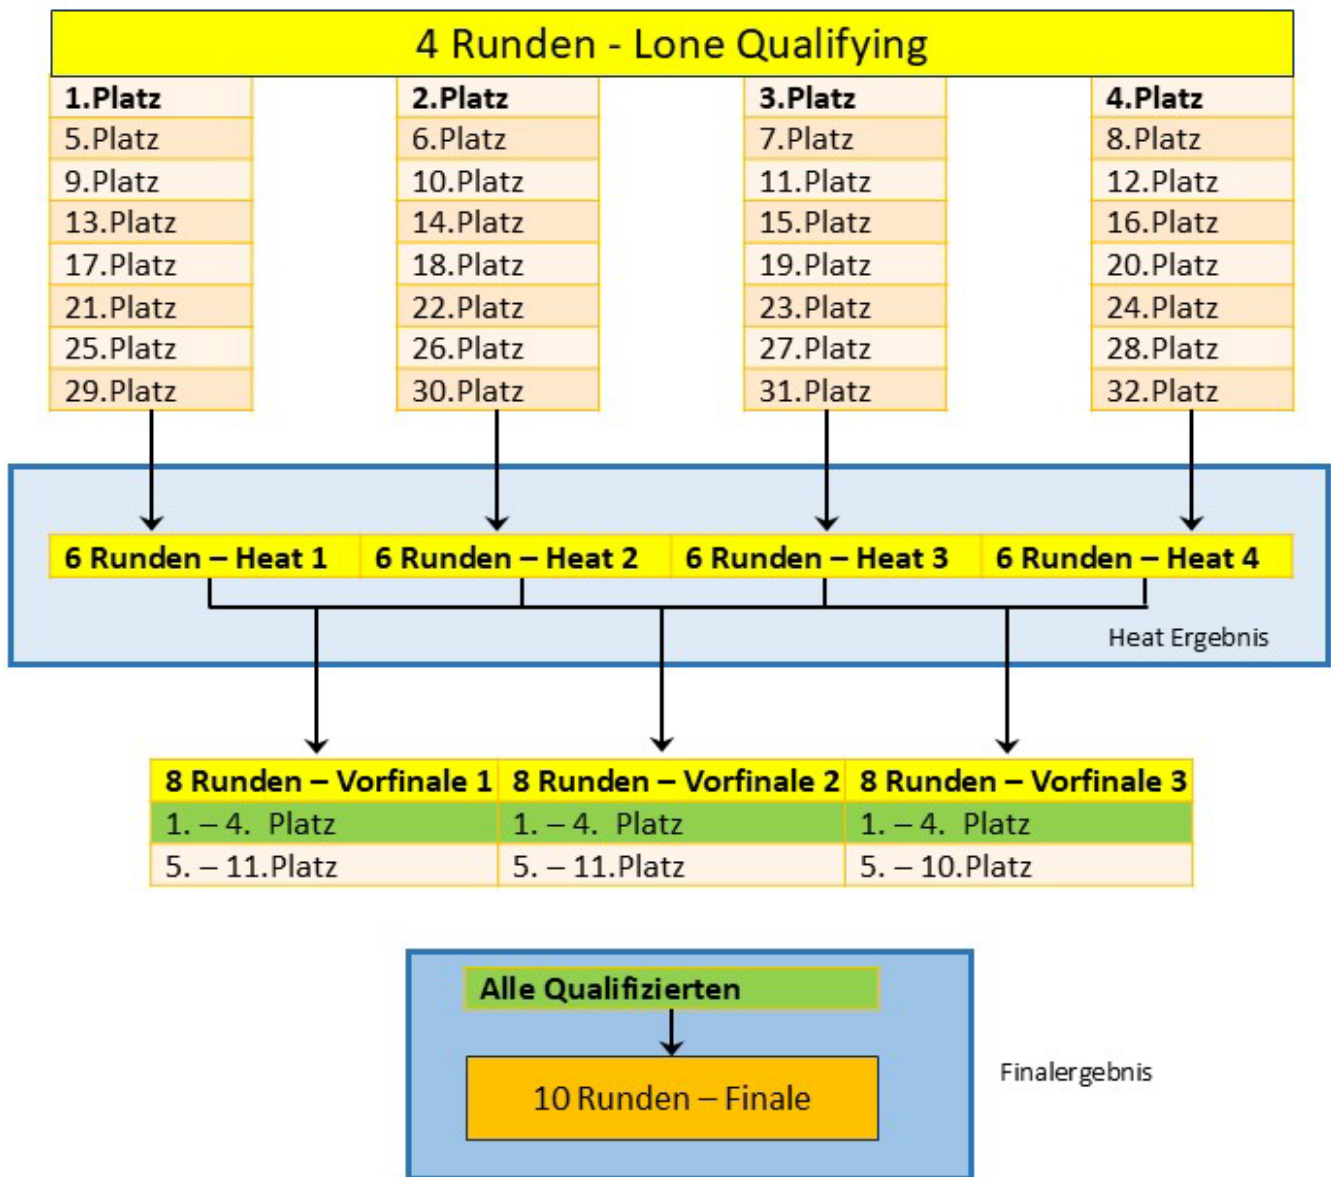 4 Runden - Lone Qualifying
1.Platz 2.Platz 3.Platz 4.Platz
5.Platz 6.Platz 7.Platz 8.Platz
9.Platz 10.Platz 11.Platz 12.Platz
13.Platz 14.Platz 15.Platz 16.Platz
17.Platz 18.Platz 19.Platz 20.Platz
21.Platz 22.Platz 23.Platz 24.Platz
25.Platz 26.Platz 27.Platz 28.Platz
29.Platz 30.Platz 31.Platz 32.Platz
6 Runden – Heat 1 6 Runden – Heat 2 6 Runden – Heat 3 6 Runden – Heat 4
Heat Ergebnis
8 Runden – Vorfinale 1 8 Runden – Vorfinale 2 8 Runden – Vorfinale 3
1. – 4. Platz 1. – 4. Platz 1. – 4. Platz
5. – 11.Platz 5. – 11.Platz 5. – 10.Platz
Alle Qualifizierten
10 Runden – Finale
Finalergebnis